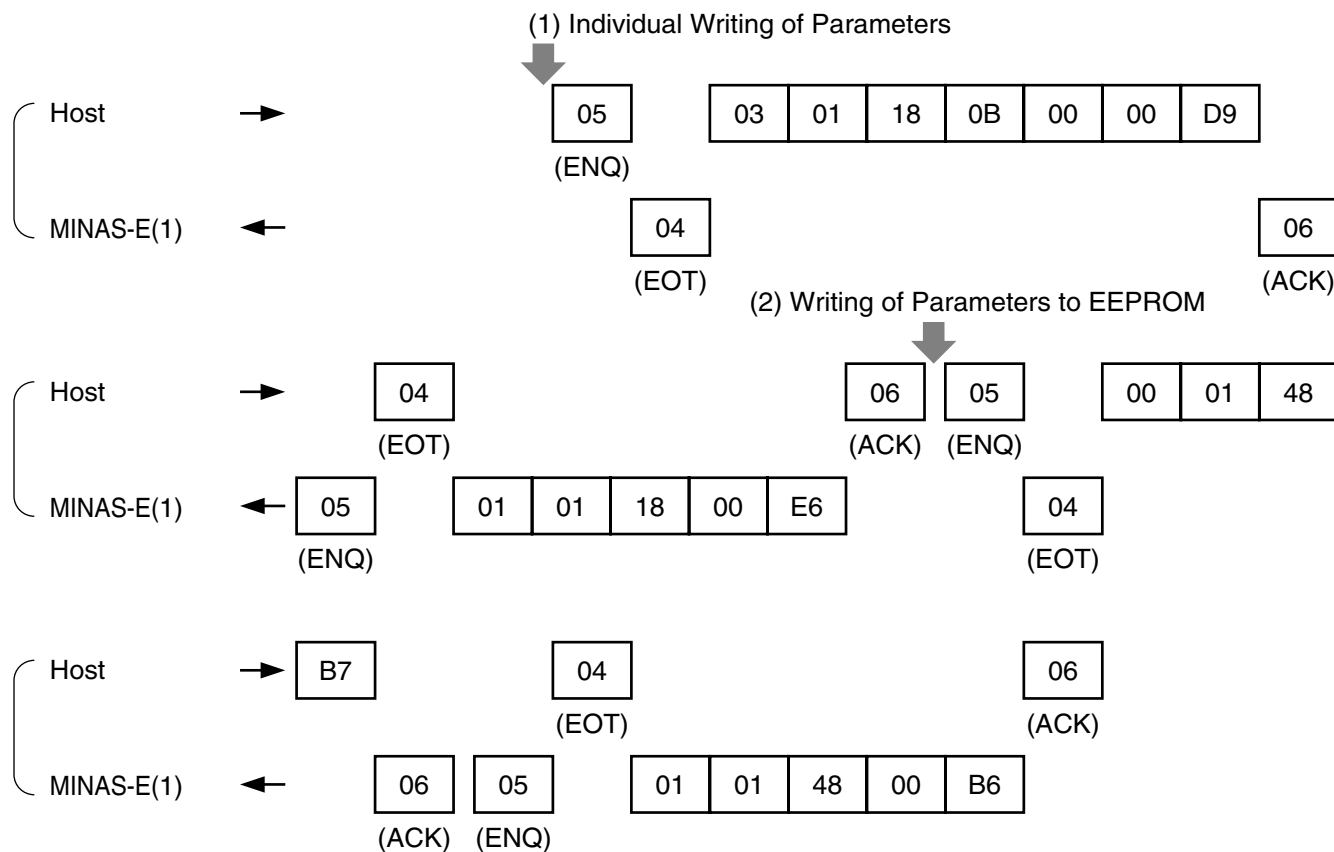 (1) Individual Writing of Parameters
Host 05 03 01 18 0B 00 00 D9
(ENQ)
MINAS-E(1) 04 06
(EOT) (ACK)
(2) Writing of Parameters to EEPROM
Host 04 06 05 00 01 48
(EOT) (ACK) (ENQ)
MINAS-E(1) 05 01 01 18 00 E6 04
(ENQ) (EOT)
Host B7 04 06
(EOT) (ACK)
MINAS-E(1) 06 05 01 01 48 00 B6
(ACK) (ENQ)